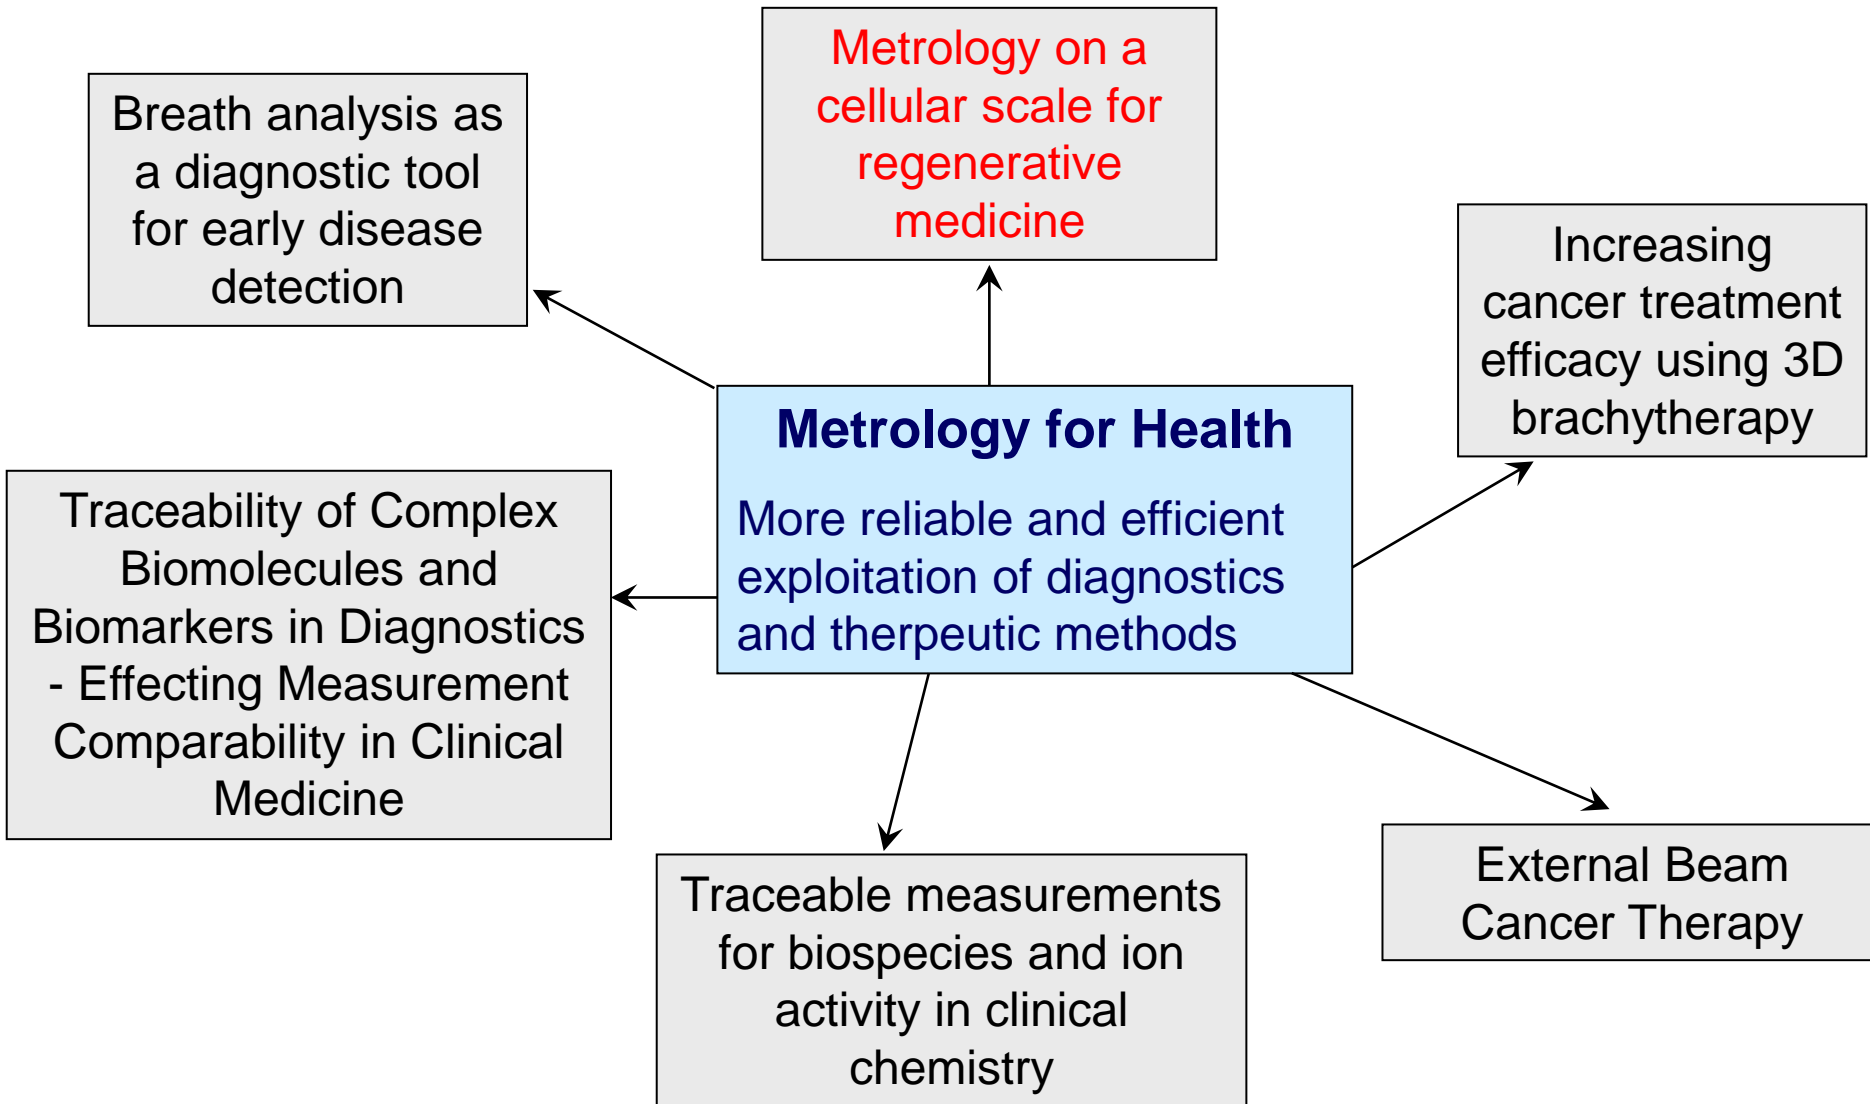 Metrology on a
cellular scale for
regenerative
medicine
Breath analysis as
a diagnostic tool
for early disease
detection
Increasing
cancer treatment
efficacy using 3D
brachytherapy
Metrology for Health
More reliable and efficient
exploitation of diagnostics
and therpeutic methods
Traceability of Complex
Biomolecules and
Biomarkers in Diagnostics
- Effecting Measurement
Comparability in Clinical
Medicine
Traceable measurements
for biospecies and ion
activity in clinical
chemistry
External Beam
Cancer Therapy